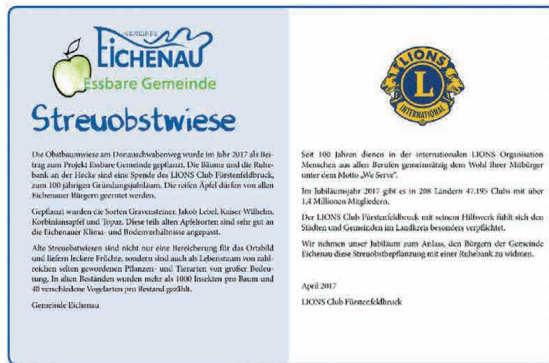 GEMEINDE
EICHENAU
Essbare Gemeinde
Streuobstwiese
Die Obstbaumwiese am Donauschwabenweg wurde im Jahr 2017 als Bei-
trag zum Projekt Essbare Gemeinde gepflanzt. Die Bäume und die Ruhe-
bank an der Hecke sind eine Spende des LIONS Club Fürstenfeldbruck,
zum 100 jährigen Gründungsjubiläum. Die reifen Äpfel dürfen von allen
Eichenauer Bürgern geerntet werden.
Gepflanzt wurden die Sorten Gravensteiner, Jakob Lebel, Kaiser Wilhelm,
Korbiniansapfel und Topaz. Diese teils alten Apfelsorten sind sehr gut an
die Eichenauer Klima- und Bodenverhältnisse angepasst.
Alte Streuobstwiesen sind nicht nur eine Bereicherung für das Ortsbild
und liefern leckere Früchte, sondern sind auch als Lebensraum von zahl-
reichen selten gewordenen Pflanzen- und Tierarten von großer Bedeu-
tung. In alten Beständen wurden mehr als 1000 Insekten pro Baum und
40 verschiedene Vogelarten pro Bestand gezählt.
Gemeinde Eichenau
LIONS
L
INTERNATIONAL
Seit 100 Jahren dienen in der internationalen LIONS Organisation
Menschen aus allen Berufen gemeinnützig dem Wohl Ihrer Mitbürger
unter dem Motto „We Serve".
Im Jubiläumsjahr 2017 gibt es in 208 Ländern 47.195 Clubs mit über
1,4 Millionen Mitgliedern.
Der LIONS Club Fürstenfeldbruck mit seinem Hilfswerk fühlt sich den
Städten und Gemeinden im Landkreis besonders verpflichtet.
Wir nehmen unser Jubiläum zum Anlass, den Bürgern der Gemeinde
Eichenau diese Streuobstbepflanzung mit einer Ruhebank zu widmen.
April 2017
LIONS Club Fürstenfeldbruck